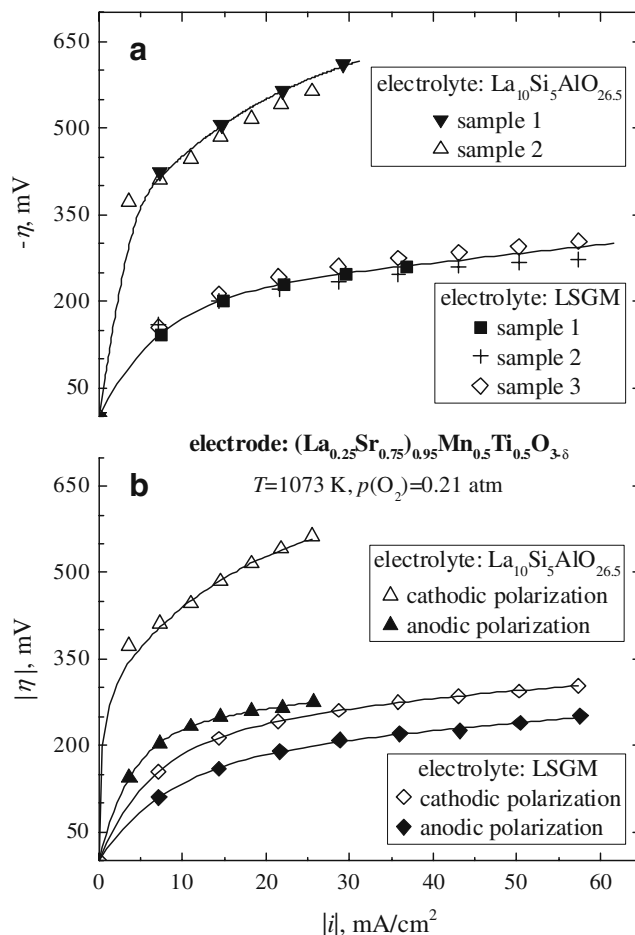 a
650
500
350
200
50
-η, mV
electrolyte: La₁₀Si₅AlO₂₆.₅
sample 1
sample 2
electrolyte: LSGM
sample 1
sample 2
sample 3
electrode: (La₀.₂₅Sr₀.₇₅)₀.₉₅Mn₀.₅Ti₀.₅O₃₋δ
b
T=1073 K, p(O₂)=0.21 atm
650
500
350
200
50
|η|, mV
electrolyte: La₁₀Si₅AlO₂₆.₅
cathodic polarization
anodic polarization
electrolyte: LSGM
cathodic polarization
anodic polarization
0 10 20 30 40 50 60
|i|, mA/cm²